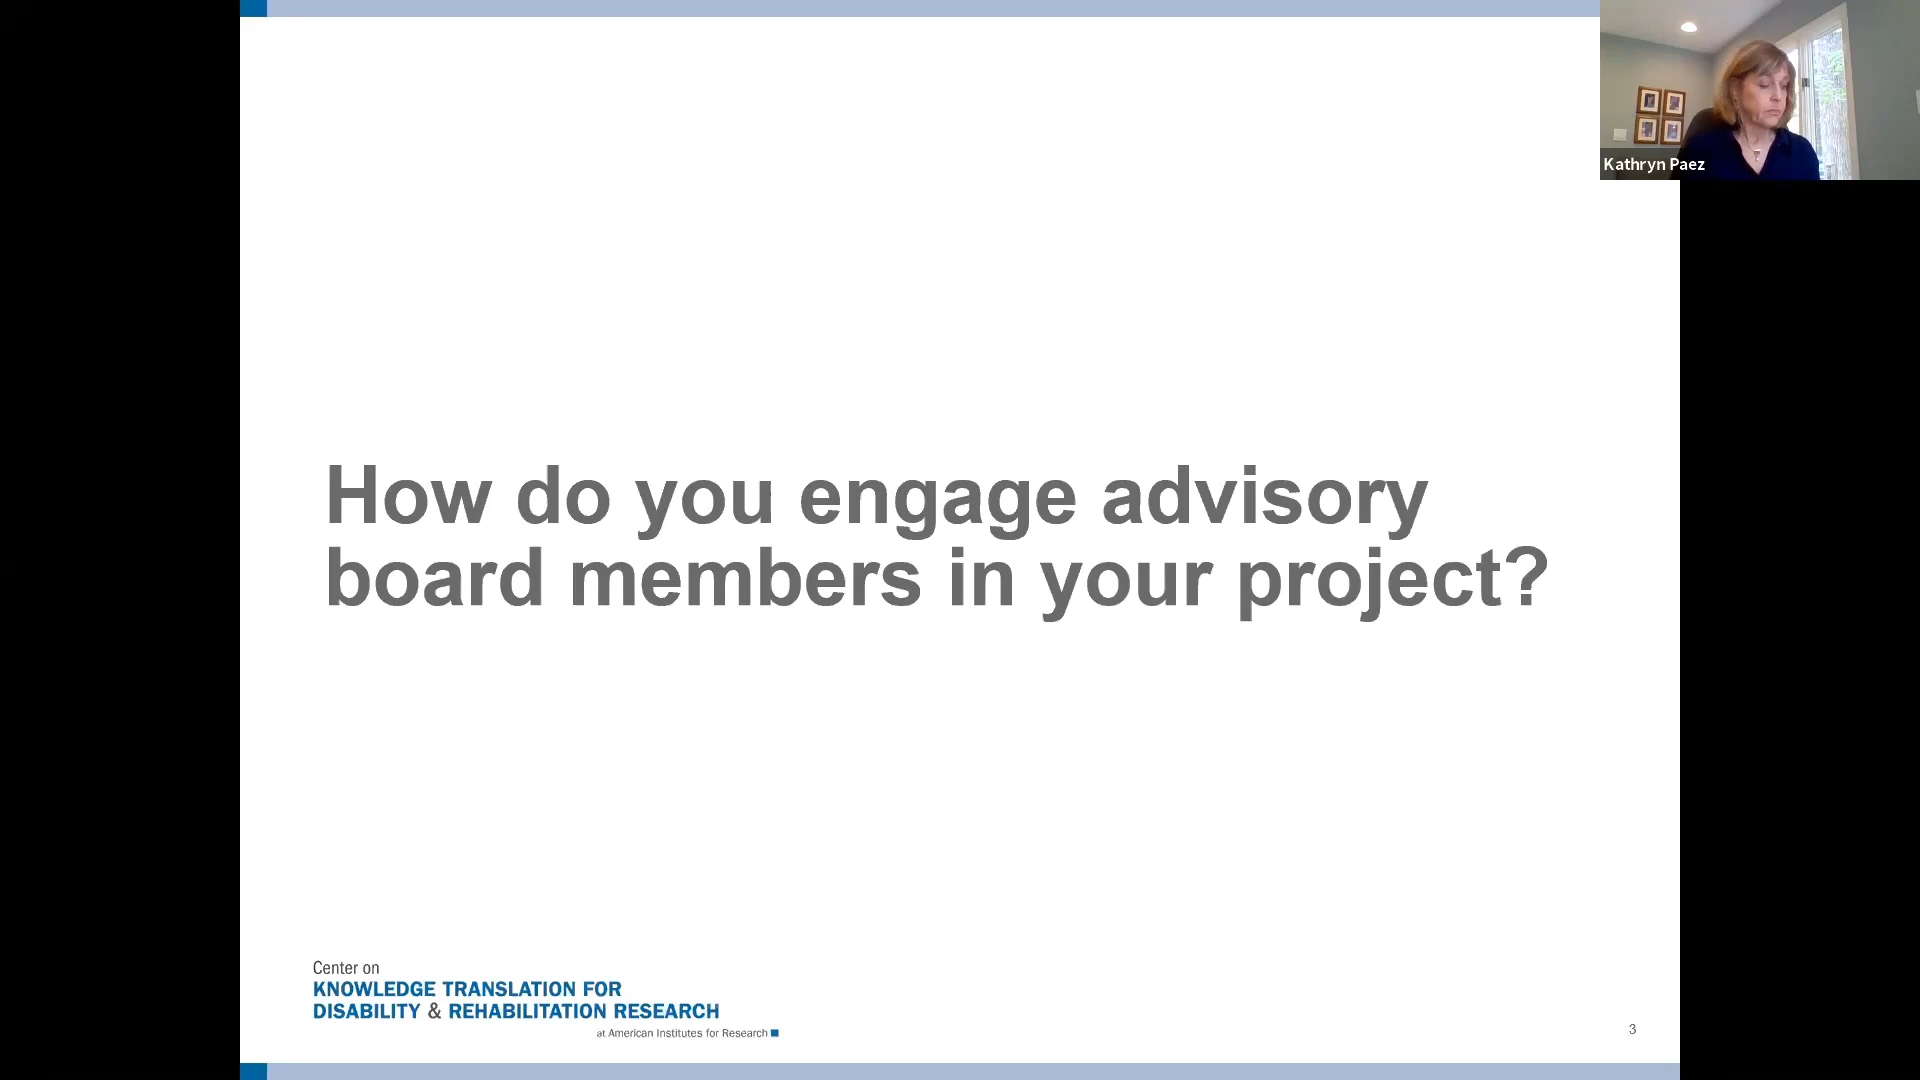 Kathryn Paez
How do you engage advisory
board members in your project?
Center on
KNOWLEDGE TRANSLATION FOR
DISABILITY & REHABILITATION RESEARCH
at American Institutes for Research
3